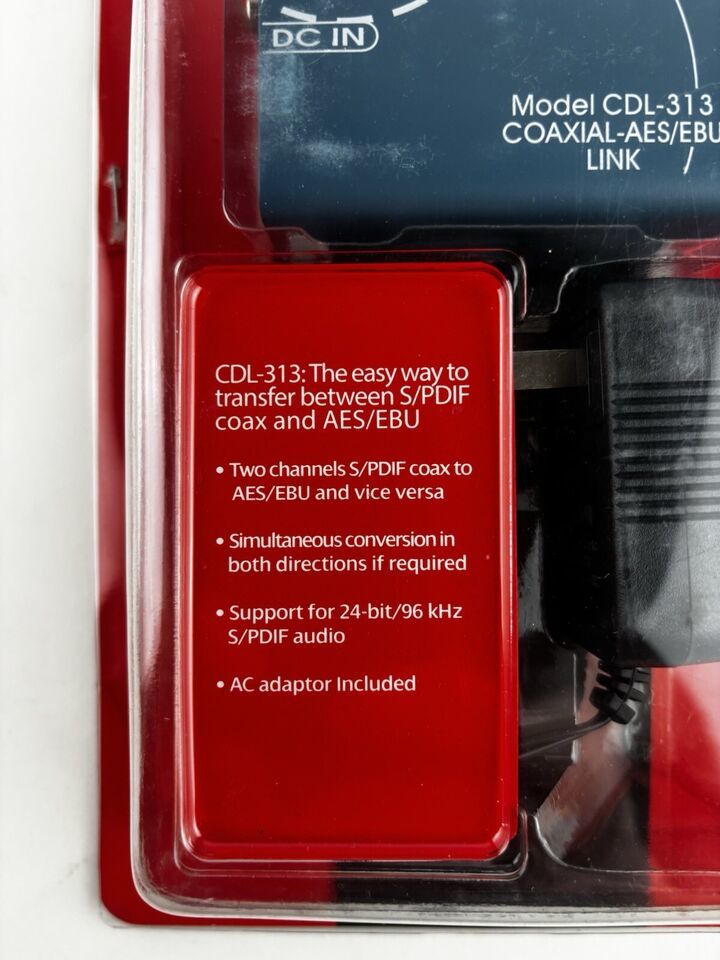 DC IN
Model CDL-313
COAXIAL-AES/EBU
LINK
CDL-313: The easy way to
transfer between S/PDIF
coax and AES/EBU
• Two channels S/PDIF coax to
AES/EBU and vice versa
• Simultaneous conversion in
both directions if required
• Support for 24-bit/96 kHz
S/PDIF audio
• AC adaptor Included